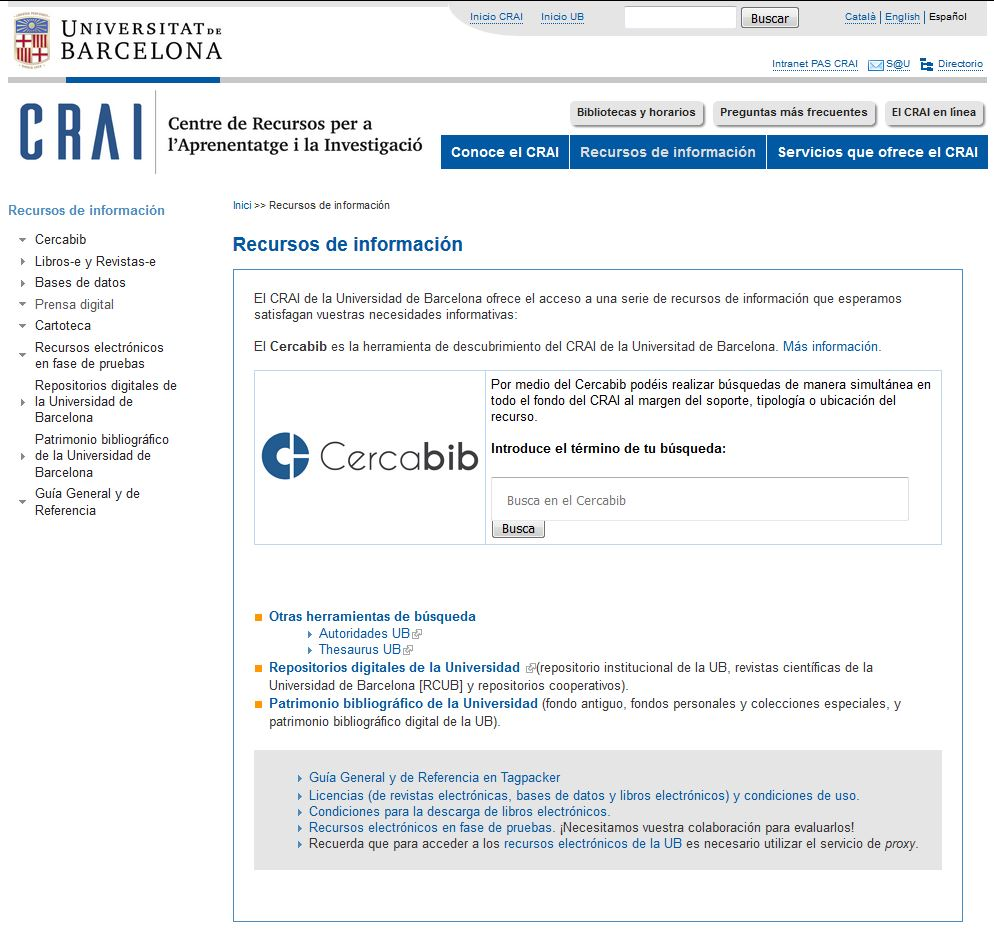 UNIVERSITAT DE
BARCELONA
Inicio CRAI Inicio UB Buscar Català | English | Español
Intranet PAS CRAI S@U Directorio
CRAI
Centre de Recursos per a
l'Aprenentatge i la Investigació
Bibliotecas y horarios Preguntas más frecuentes El CRAI en línea
Conoce el CRAI Recursos de información Servicios que ofrece el CRAI
Recursos de información
Cercabib
Libros-e y Revistas-e
Bases de datos
Prensa digital
Cartoteca
Recursos electrónicos
en fase de pruebas
Repositorios digitales de
la Universidad de
Barcelona
Patrimonio bibliográfico
de la Universidad de
Barcelona
Guía General y de
Referencia
Inici >> Recursos de información
Recursos de información
El CRAI de la Universidad de Barcelona ofrece el acceso a una serie de recursos de información que esperamos
satisfagan vuestras necesidades informativas:
El Cercabib es la herramienta de descubrimiento del CRAI de la Universitad de Barcelona. Más información.
Cercabib
Por medio del Cercabib podéis realizar búsquedas de manera simultánea en
todo el fondo del CRAI al margen del soporte, tipología o ubicación del
recurso.
Introduce el término de tu búsqueda:
Busca en el Cercabib
Busca
Otras herramientas de búsqueda
Autoridades UB
Thesaurus UB
Repositorios digitales de la Universidad (repositorio institucional de la UB, revistas científicas de la
Universidad de Barcelona [RCUB] y repositorios cooperativos).
Patrimonio bibliográfico de la Universidad (fondo antiguo, fondos personales y colecciones especiales, y
patrimonio bibliográfico digital de la UB).
Guía General y de Referencia en Tagpacker
Licencias (de revistas electrónicas, bases de datos y libros electrónicos) y condiciones de uso.
Condiciones para la descarga de libros electrónicos.
Recursos electrónicos en fase de pruebas. ¡Necesitamos vuestra colaboración para evaluarlos!
Recuerda que para acceder a los recursos electrónicos de la UB es necesario utilizar el servicio de proxy.